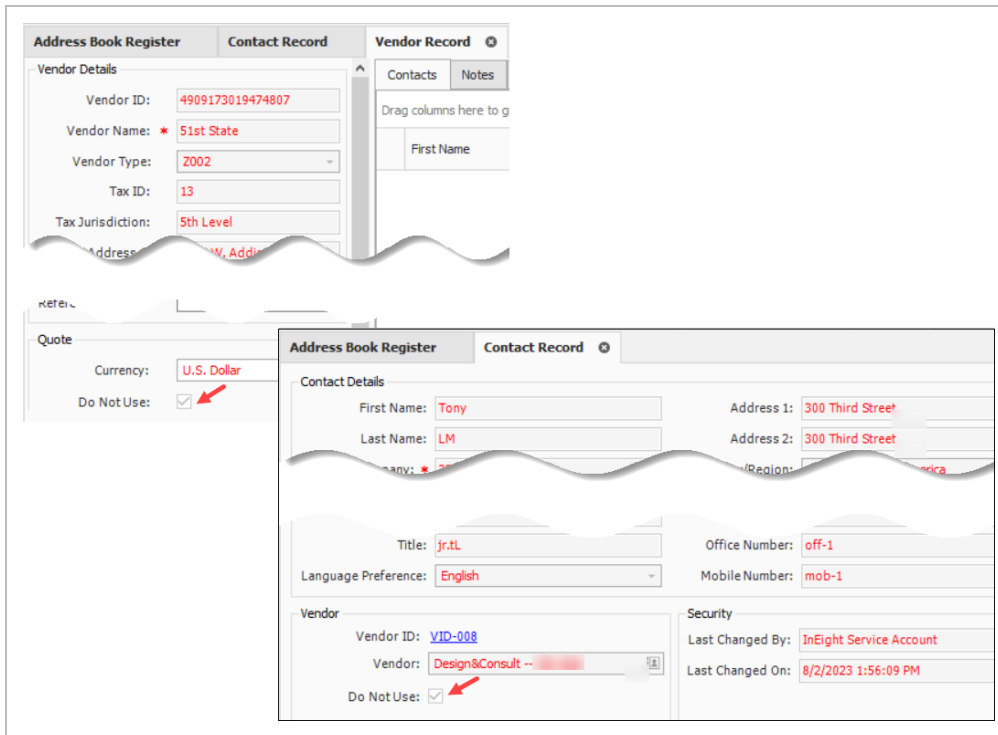 Address Book Register Contact Record Vendor Record
Vendor Details
Contacts Notes
Vendor ID: 4909173019474807
Drag columns here to g
Vendor Name: * 51st State
First Name
Vendor Type: Z002
Tax ID: 13
Tax Jurisdiction: 5th Level
Address W, Addi
Quote
Currency: U.S. Dollar
Do Not Use:
Address Book Register Contact Record
Contact Details
First Name: Tony Address 1: 300 Third Street
Last Name: LM Address 2: 300 Third Street
/Region:
Title: jr.tL Office Number: off-1
Language Preference: English Mobile Number: mob-1
Vendor Security
Vendor ID: VID-008 Last Changed By: InEight Service Account
Vendor: Design&Consult --
Last Changed On: 8/2/2023 1:56:09 PM
Do Not Use: